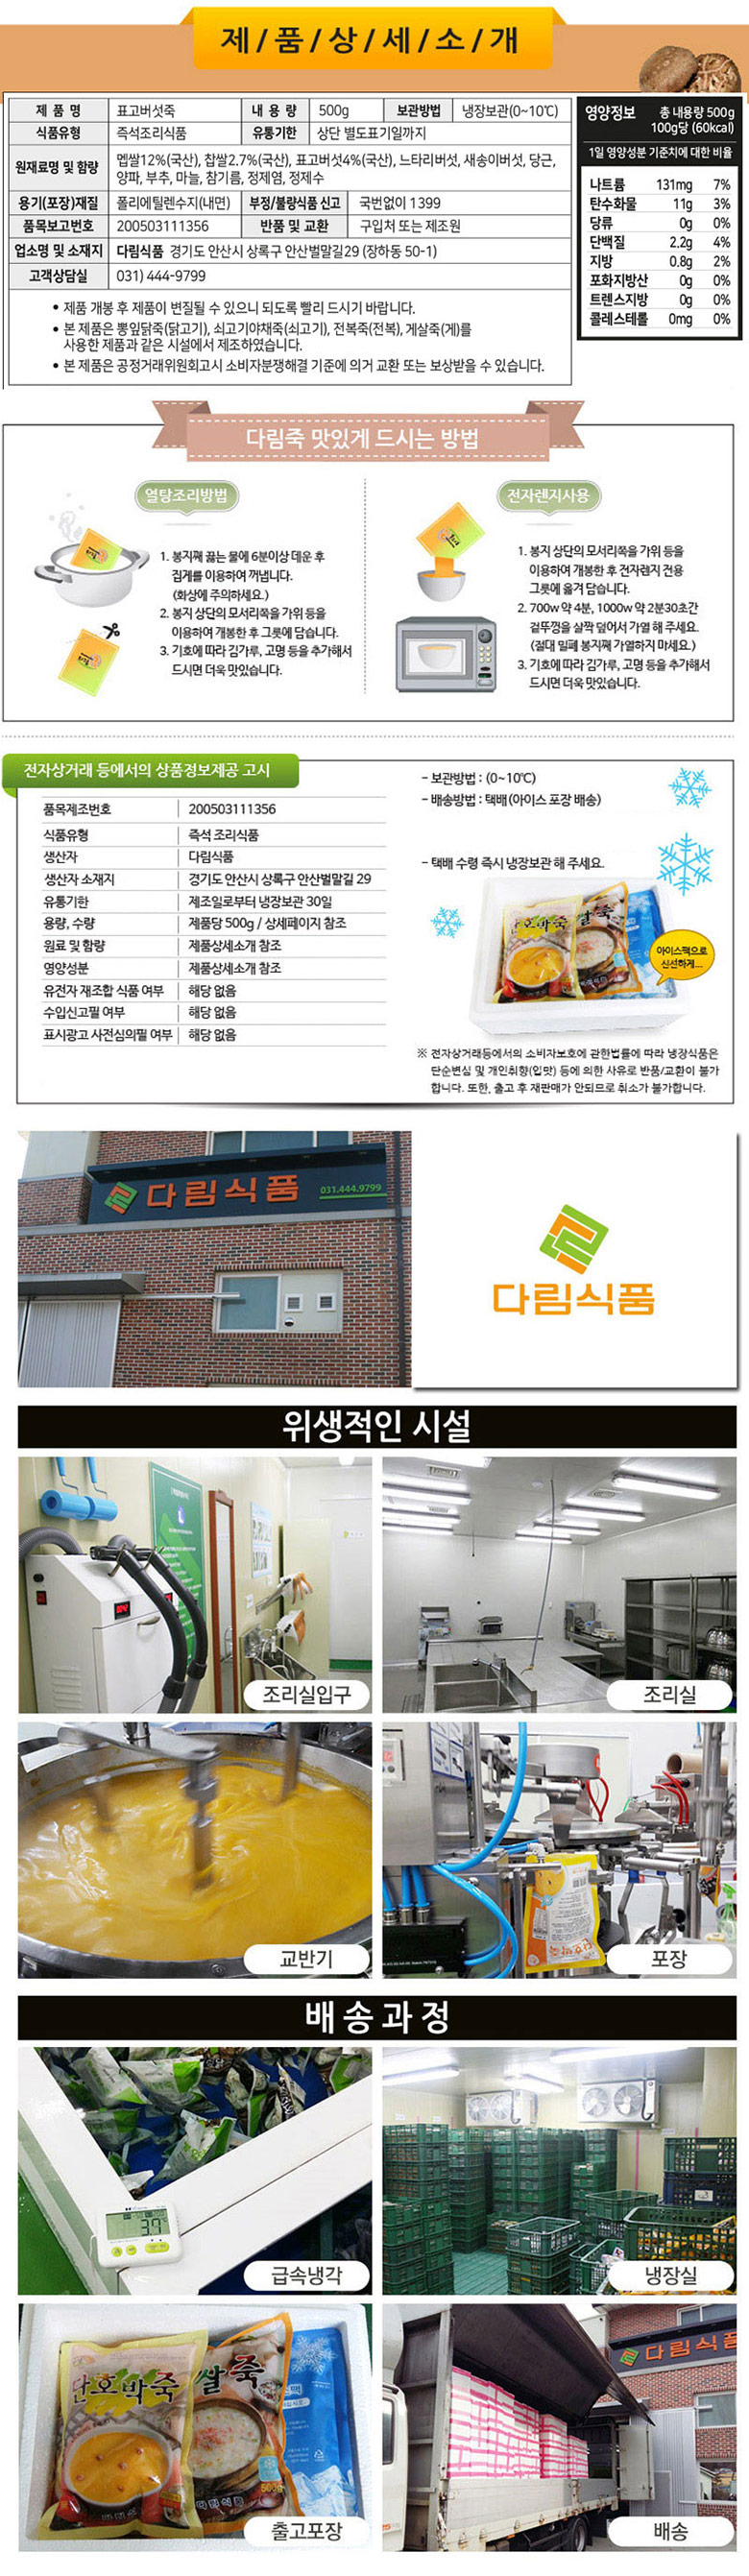 제/품/상/세/소/개
제 품 명 표고버섯죽 내 용 량 500g 보관방법 냉장보관(0~10℃)
식품유형 즉석조리식품 유통기한 상단 별도표기일까지
원재료명 및 함량 멥쌀12%(국산), 찹쌀2.7%(국산), 표고버섯4%(국산), 느타리버섯, 새송이버섯, 당근,
양파, 부추, 마늘, 참기름, 정제염, 정제수
용기(포장)재질 폴리에틸렌수지(내면) 부정/불량식품 신고 국번없이 1399
품목보고번호 200503111356 반품 및 교환 구입처 또는 제조원
업소명 및 소재지 다림식품 경기도 안산시 상록구 안산벌말길29 (장하동 50-1)
고객상담실 031) 444-9799
• 제품 개봉 후 제품이 변질될 수 있으니 되도록 빨리 드시기 바랍니다.
• 본 제품은 뽕잎닭죽(닭고기), 쇠고기야채죽(쇠고기), 전복죽(전복), 게살죽(게)를
사용한 제품과 같은 시설에서 제조하였습니다.
• 본 제품은 공정거래위원회고시 소비자분쟁해결 기준에 의거 교환 또는 보상받을 수 있습니다.
영양정보 총 내용량 500g
100g당 (60kcal)
1일 영양성분 기준치에 대한 비율
나트륨 131mg 7%
탄수화물 11g 3%
당류 0g 0%
단백질 2.2g 4%
지방 0.8g 2%
포화지방산 0g 0%
트렌스지방 0g 0%
콜레스테롤 0mg 0%
다림죽 맛있게 드시는 방법
열탕조리방법
1. 봉지째 끓는 물에 6분이상 데운 후
집게를 이용하여 꺼냅니다.
(화상에 주의하세요.)
2. 봉지 상단의 모서리쪽을 가위 등을
이용하여 개봉한 후 그릇에 담습니다.
3. 기호에 따라 김가루, 고명 등을 추가해서
드시면 더욱 맛있습니다.
전자렌지사용
1. 봉지 상단의 모서리쪽을 가위 등을
이용하여 개봉한 후 전자렌지 전용
그릇에 옮겨 담습니다.
2. 700w 약 4분, 1000w 약 2분30초간
겉뚜껑을 살짝 덮어서 가열 해 주세요.
(절대 밀폐 봉지째 가열하지 마세요.)
3. 기호에 따라 김가루, 고명 등을 추가해서
드시면 더욱 맛있습니다.
전자상거래 등에서의 상품정보제공 고시
품목제조번호 200503111356
식품유형 즉석 조리식품
생산자 다림식품
생산자 소재지 경기도 안산시 상록구 안산벌말길 29
유통기한 제조일로부터 냉장보관 30일
용량, 수량 제품당 500g / 상세페이지 참조
원료 및 함량 제품상세소개 참조
영양성분 제품상세소개 참조
유전자 재조합 식품 여부 해당 없음
수입신고필 여부 해당 없음
표시광고 사전심의필 여부 해당 없음
- 보관방법 : (0~10℃)
- 배송방법 : 택배(아이스 포장 배송)
- 택배 수령 즉시 냉장보관 해 주세요.
아이스팩으로
신선하게...
※ 전자상거래등에서의 소비자보호에 관한법률에 따라 냉장식품은
단순변심 및 개인취향(입맛) 등에 의한 사유로 반품/교환이 불가
합니다. 또한, 출고 후 재판매가 안되므로 취소가 불가합니다.
다림식품 031.444.9799
다림식품
위생적인 시설
조리실입구
조리실
교반기
단호박죽
포장
배송과정
3.7
급속냉각
냉장실
단호박죽
쌀죽
500g
다림식품
출고포장
다림식품
배송